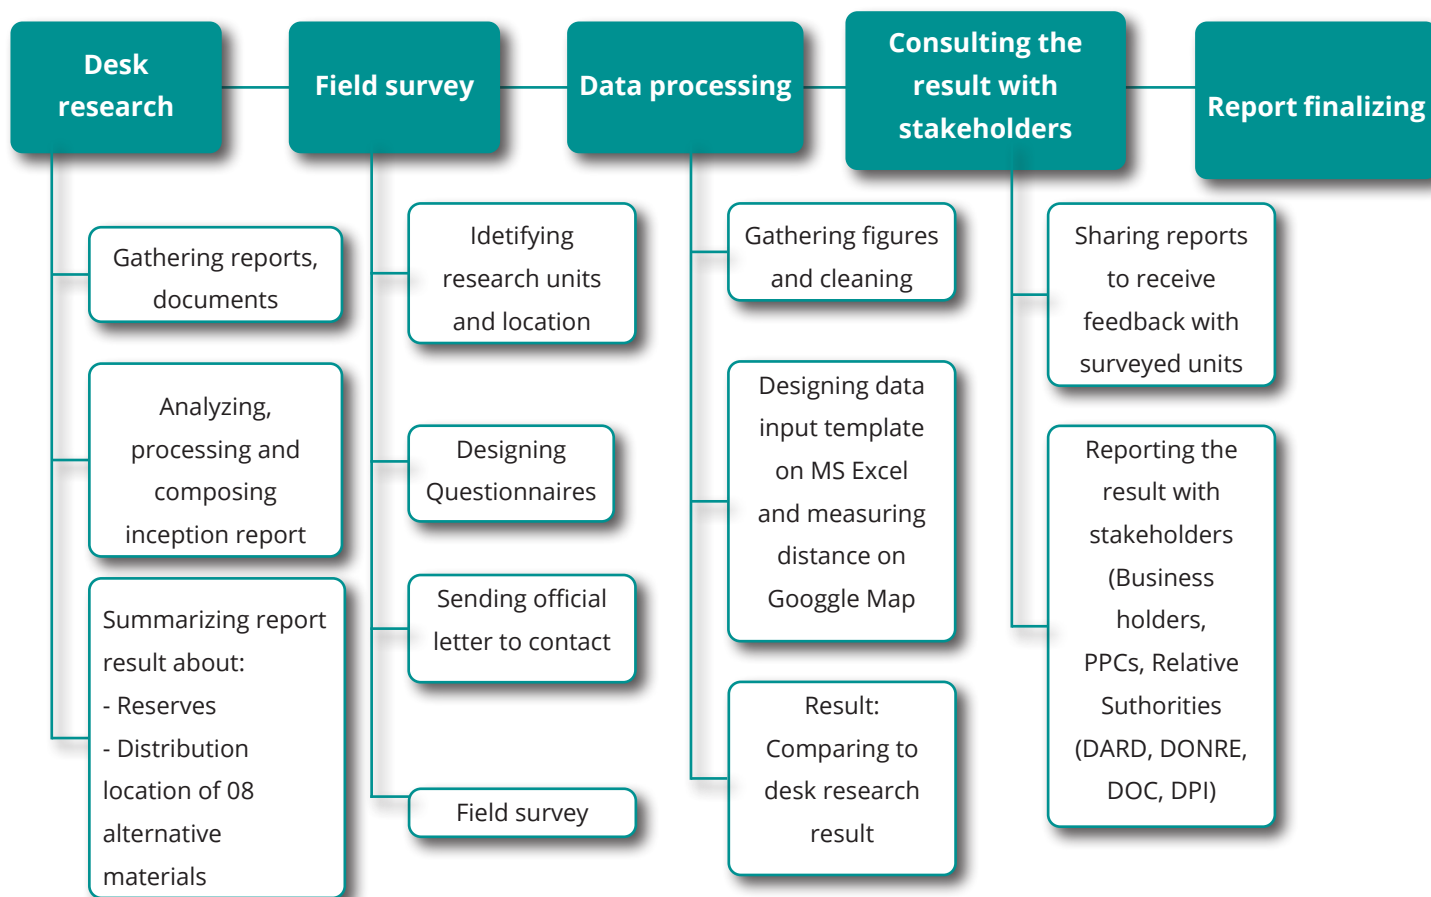 Desk
research
Field survey
Data processing
Consulting the
result with
stakeholders
Report finalizing
Gathering reports,
documents
Analyzing,
processing and
composing
inception report
Summarizing report
result about:
- Reserves
- Distribution
location of 08
alternative
materials
Idetifying
research units
and location
Designing
Questionnaires
Sending official
letter to contact
Field survey
Gathering figures
and cleaning
Designing data
input template
on MS Excel
and measuring
distance on
Googgle Map
Result:
Comparing to
desk research
result
Sharing reports
to receive
feedback with
surveyed units
Reporting the
result with
stakeholders
(Business
holders,
PPCs, Relative
Suthorities
(DARD, DONRE,
DOC, DPI)